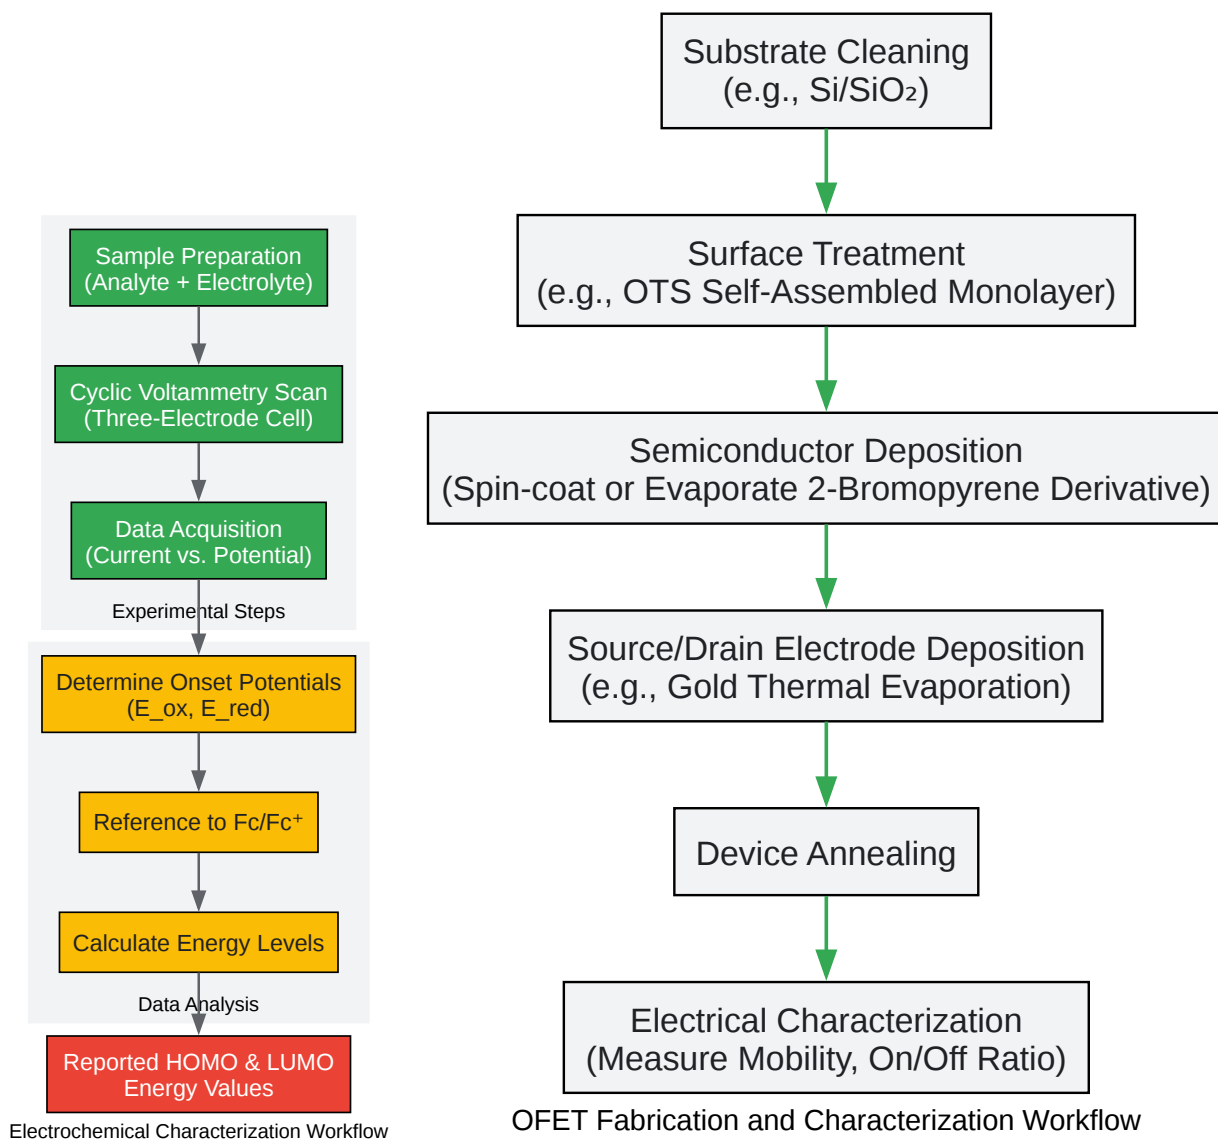 Sample Preparation
(Analyte + Electrolyte)
Cyclic Voltammetry Scan
(Three-Electrode Cell)
Data Acquisition
(Current vs. Potential)
Experimental Steps
Determine Onset Potentials
(E_ox, E_red)
Reference to Fc/Fc⁺
Calculate Energy Levels
Data Analysis
Reported HOMO & LUMO
Energy Values
Electrochemical Characterization Workflow
Substrate Cleaning
(e.g., Si/SiO₂)
Surface Treatment
(e.g., OTS Self-Assembled Monolayer)
Semiconductor Deposition
(Spin-coat or Evaporate 2-Bromopyrene Derivative)
Source/Drain Electrode Deposition
(e.g., Gold Thermal Evaporation)
Device Annealing
Electrical Characterization
(Measure Mobility, On/Off Ratio)
OFET Fabrication and Characterization Workflow